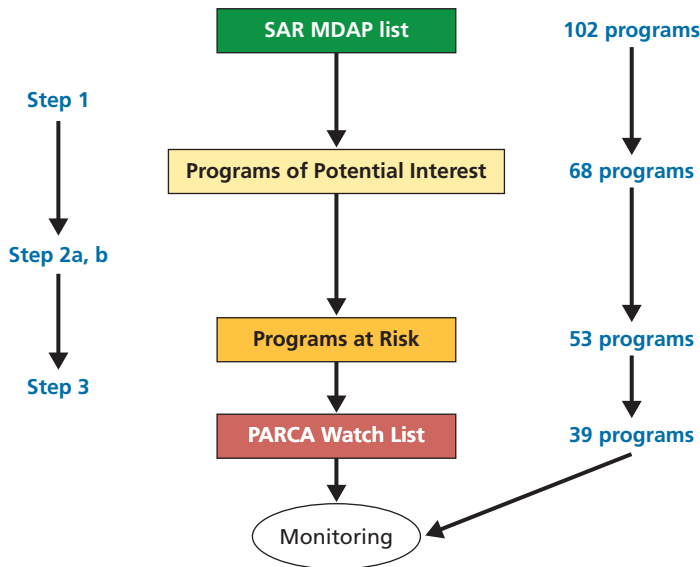 SAR MDAP list
102 programs
Step 1
Programs of Potential Interest
68 programs
Step 2a, b
Programs at Risk
53 programs
Step 3
PARCA Watch List
39 programs
Monitoring